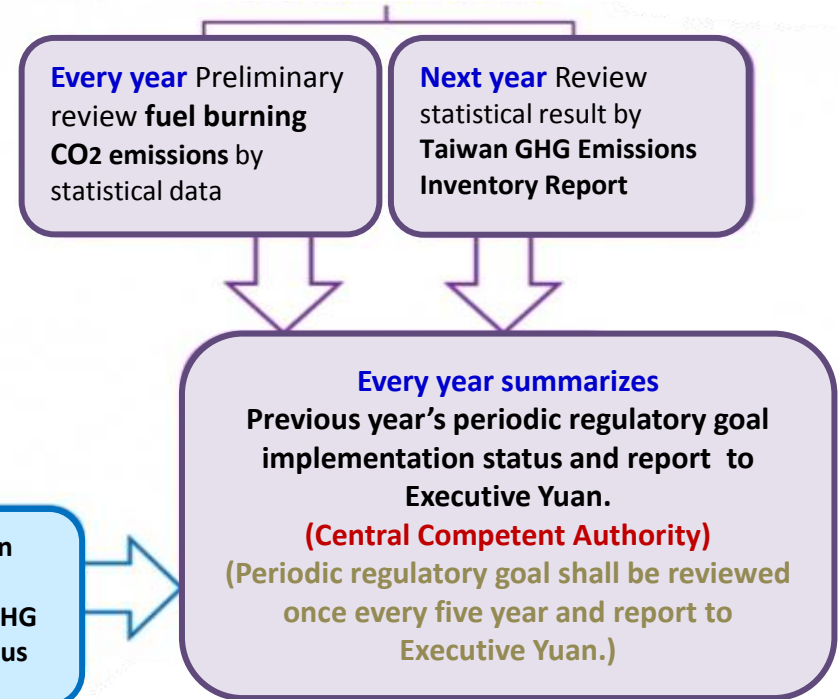 Every year Preliminary
review fuel burning
CO2 emissions by
statistical data
Next year Review
statistical result by
Taiwan GHG Emissions
Inventory Report
Every year summarizes
Previous year’s periodic regulatory goal
implementation status and report to
Executive Yuan.
(Central Competent Authority)
(Periodic regulatory goal shall be reviewed
once every five year and report to
Executive Yuan.)